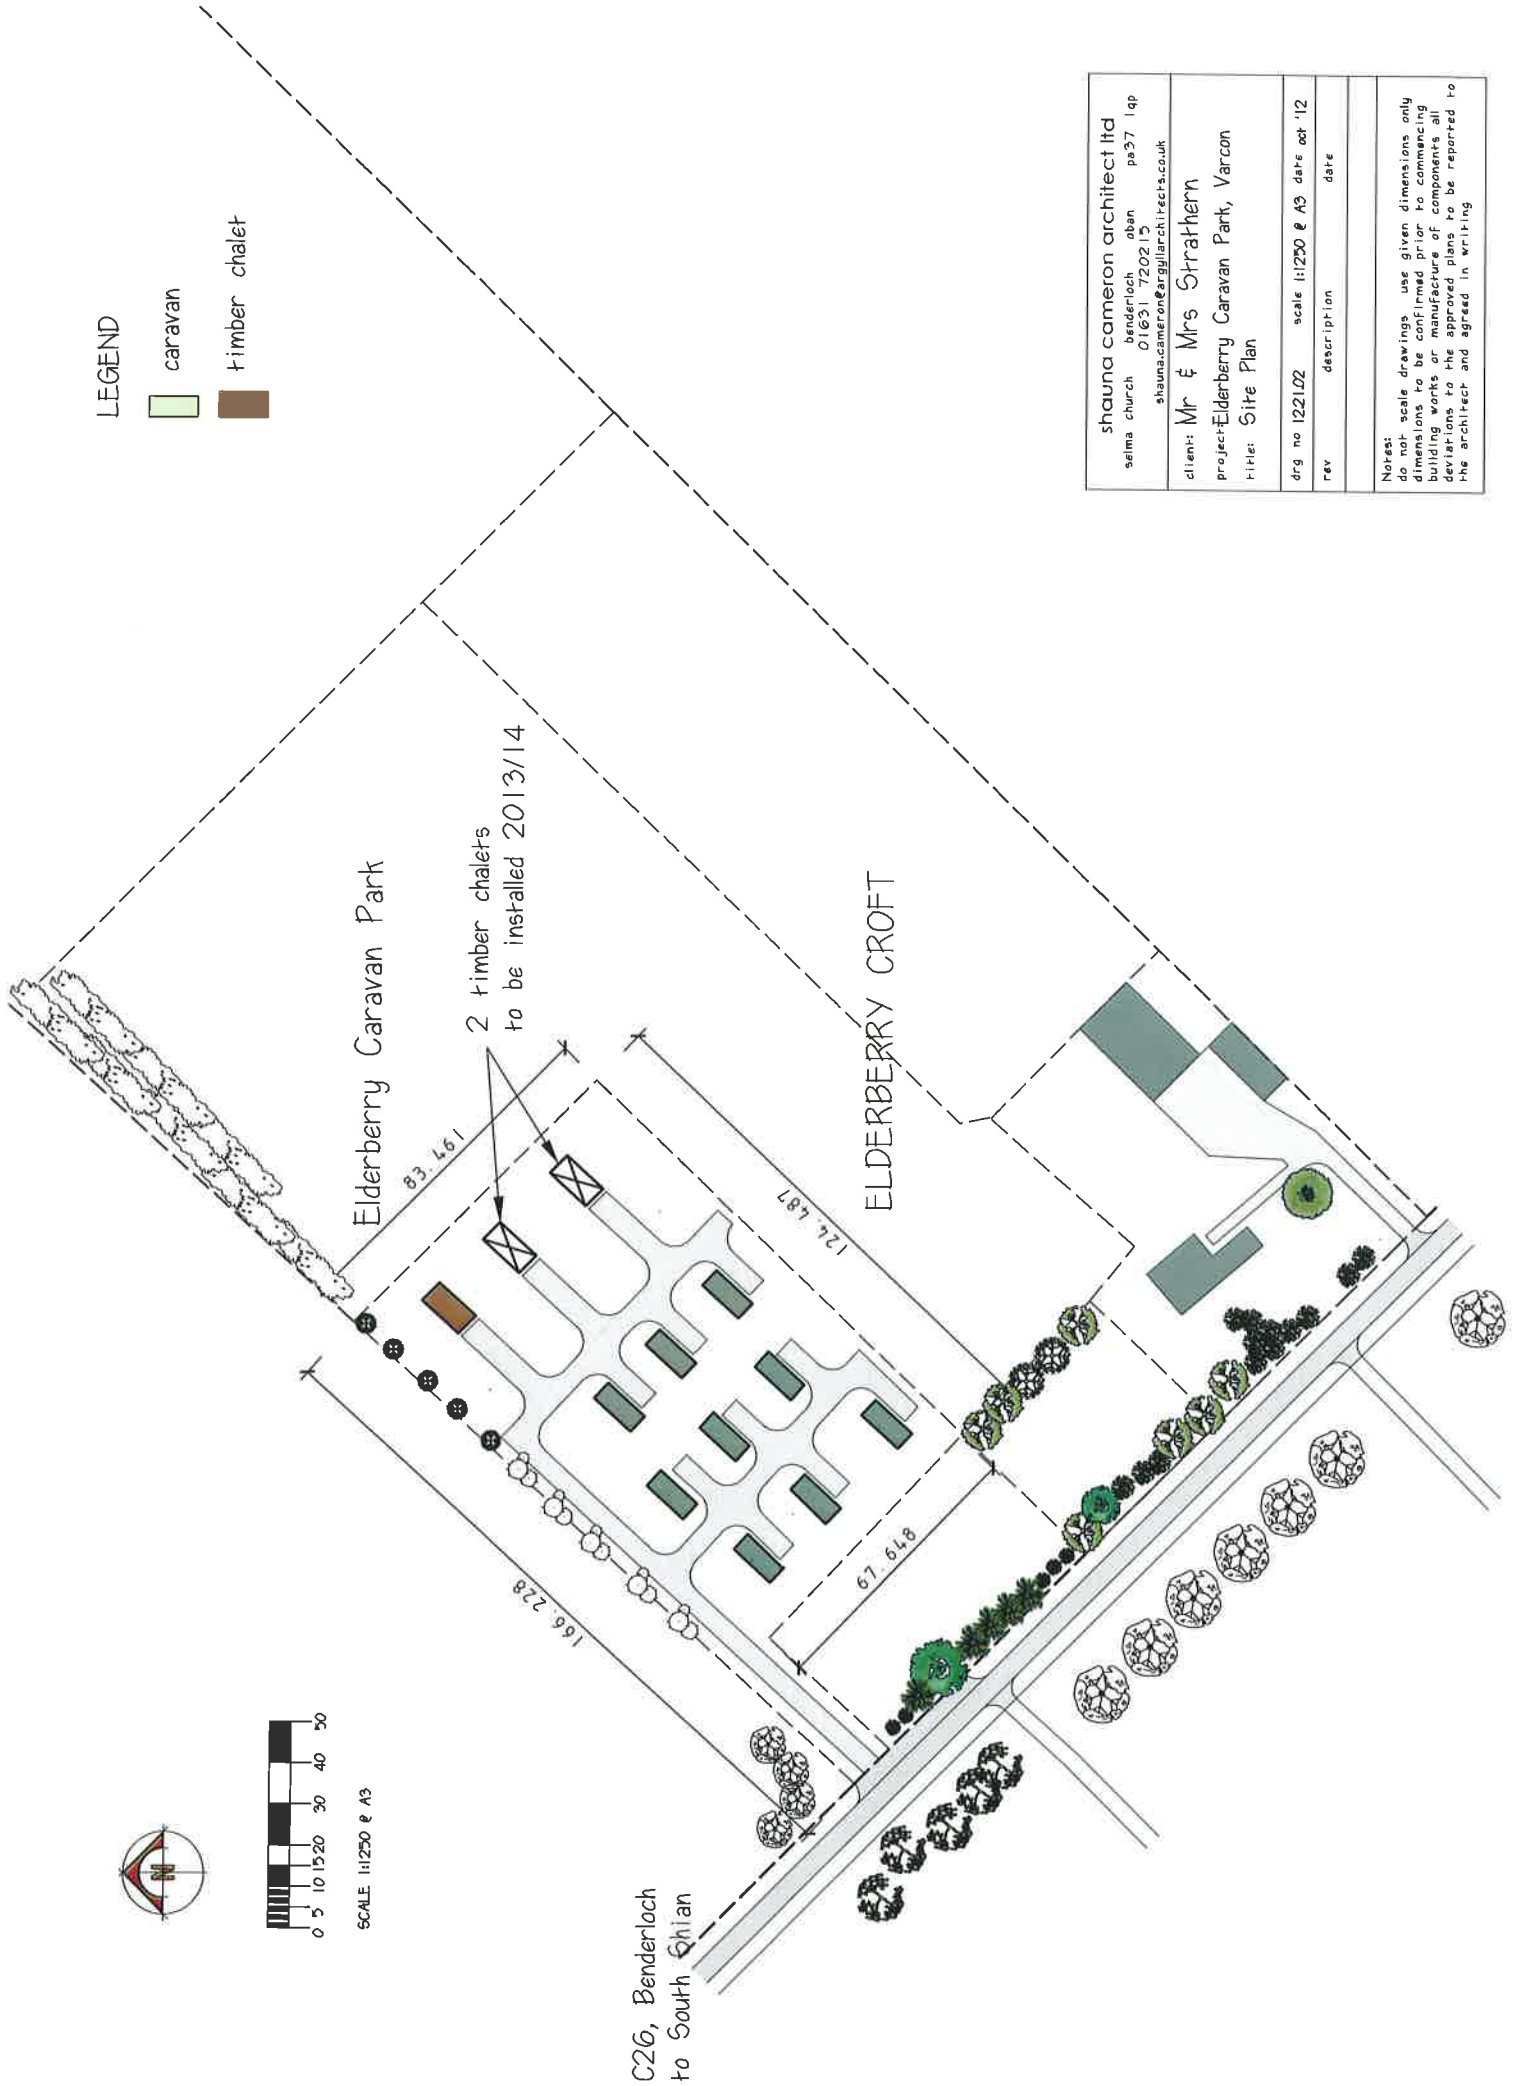 LEGEND
caravan
timber chalet
Elderberry Caravan Park
2 timber chalets
to be installed 2013/14
ELDERBERRY CROFT
83.461
124.487
166.228
67.648
N
0 5 10 15 20 30 40 50
SCALE 1:1250 @ A3
C26, Benderloch
to South Shian
shauna cameron architect ltd
selma church benderloch oban pa37 1qp
01631 720215
shauna.cameron@argyllarchitects.co.uk
client: Mr & Mrs Strathern
project: Elderberry Caravan Park, Varcon
title: Site Plan
drg no 1221.02 scale 1:1250 @ A3 date oct '12
rev description date
Notes:
do not scale drawings use given dimensions only
dimensions to be confirmed prior to commencing
building works or manufacture of components all
deviations to the approved plans to be reported to
the architect and agreed in writing